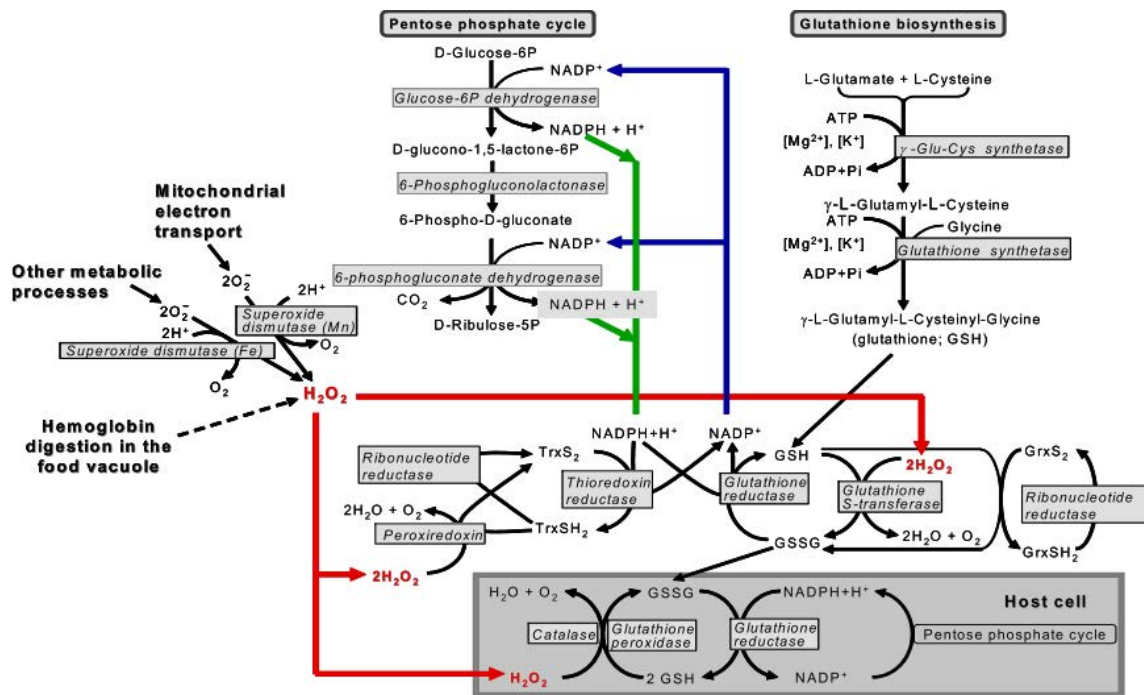 Pentose phosphate cycle
D-Glucose-6P
NADP⁺
Glucose-6P dehydrogenase
NADPH + H⁺
D-glucono-1,5-lactone-6P
6-Phosphogluconolactonase
6-Phospho-D-gluconate
NADP⁺
6-phosphogluconate dehydrogenase
CO₂
NADPH + H⁺
D-Ribulose-5P
Glutathione biosynthesis
L-Glutamate + L-Cysteine
ATP
[Mg²⁺], [K⁺]
γ-Glu-Cys synthetase
ADP+Pi
γ-L-Glutamyl-L-Cysteine
ATP
Glycine
[Mg²⁺], [K⁺]
Glutathione synthetase
ADP+Pi
γ-L-Glutamyl-L-Cysteinyl-Glycine
(glutathione; GSH)
Mitochondrial
electron
transport
Other metabolic
processes
2O₂⁻
2H⁺
2O₂⁻
Superoxide
dismutase (Mn)
2H⁺
O₂
Superoxide dismutase (Fe)
O₂
H₂O₂
Hemoglobin
digestion in the
food vacuole
NADPH+H⁺
NADP⁺
Ribonucleotide
reductase
TrxS₂
Thioredoxin
reductase
Glutathione
reductase
GSH
2H₂O₂
Glutathione
S-transferase
GrxS₂
Ribonucleotide
reductase
2H₂O + O₂
Peroxiredoxin
TrxSH₂
GSSG
2H₂O + O₂
GrxSH₂
2H₂O₂
Host cell
H₂O + O₂
GSSG
NADPH+H⁺
Catalase
Glutathione
peroxidase
Glutathione
reductase
Pentose phosphate cycle
H₂O₂
2 GSH
NADP⁺